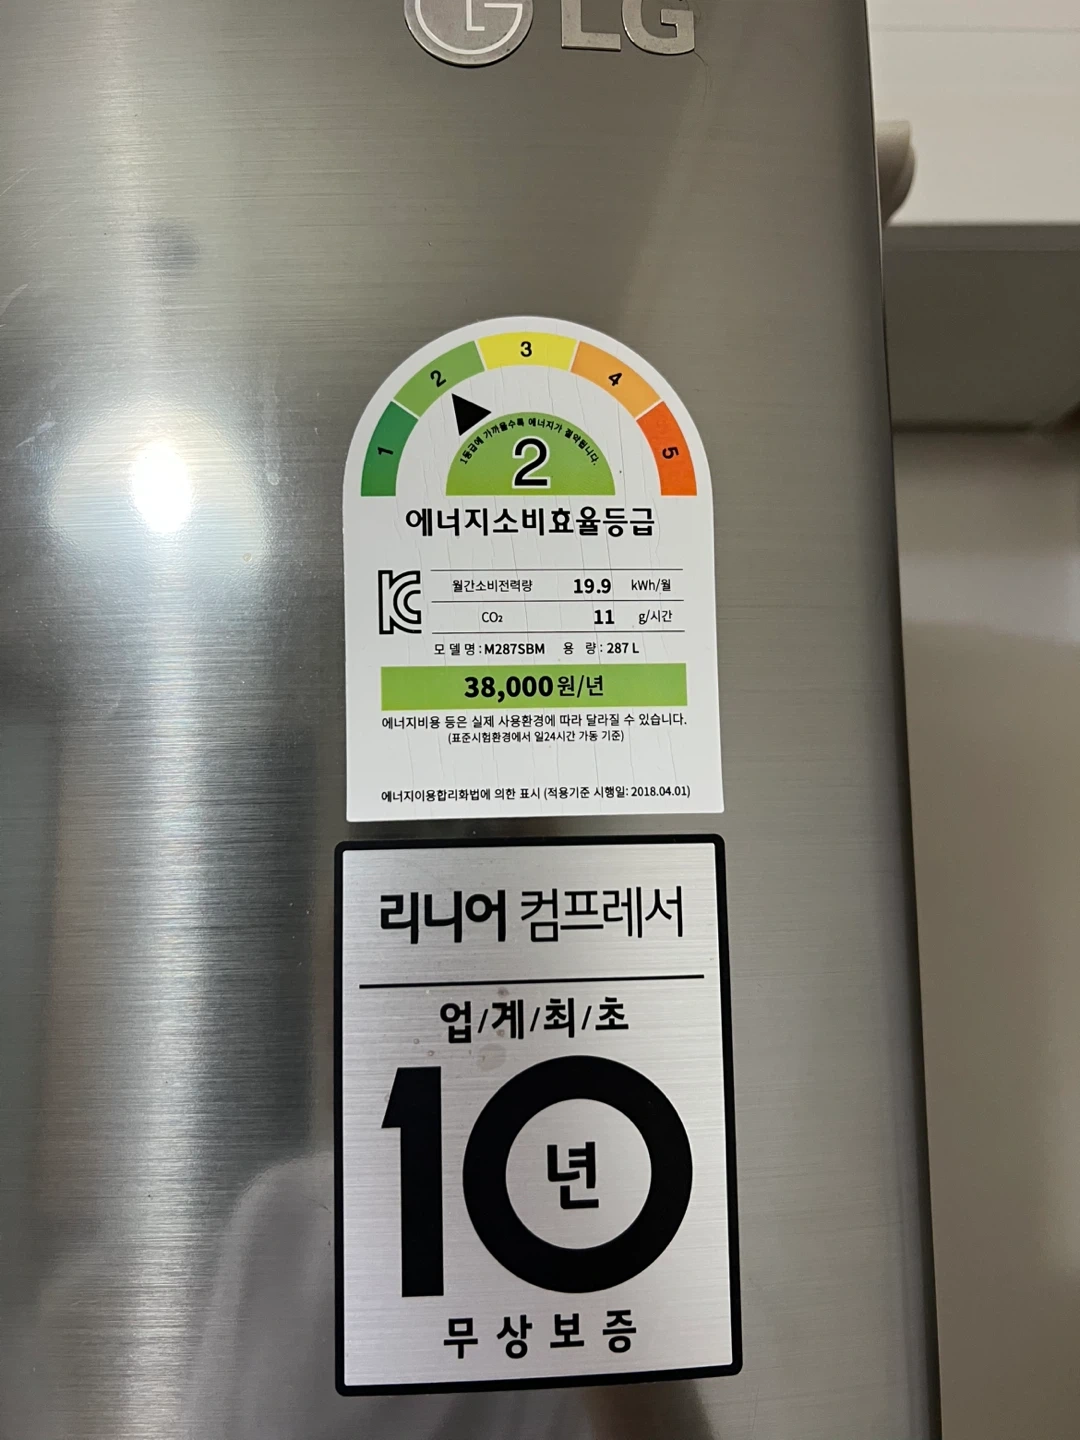 LG
3
2
4
1
5
1등급에 가까울수록 에너지가 절약됩니다.
2
에너지소비효율등급
월간소비전력량 19.9 kWh/월
CO₂ 11 g/시간
모델명 : M287SBM 용 량 : 287 L
38,000원/년
에너지비용 등은 실제 사용환경에 따라 달라질 수 있습니다.
(표준시험환경에서 일24시간 가동 기준)
에너지이용합리화법에 의한 표시 (적용기준 시행일: 2018.04.01)
리니어 컴프레서
업/계/최/초
10년
무상보증